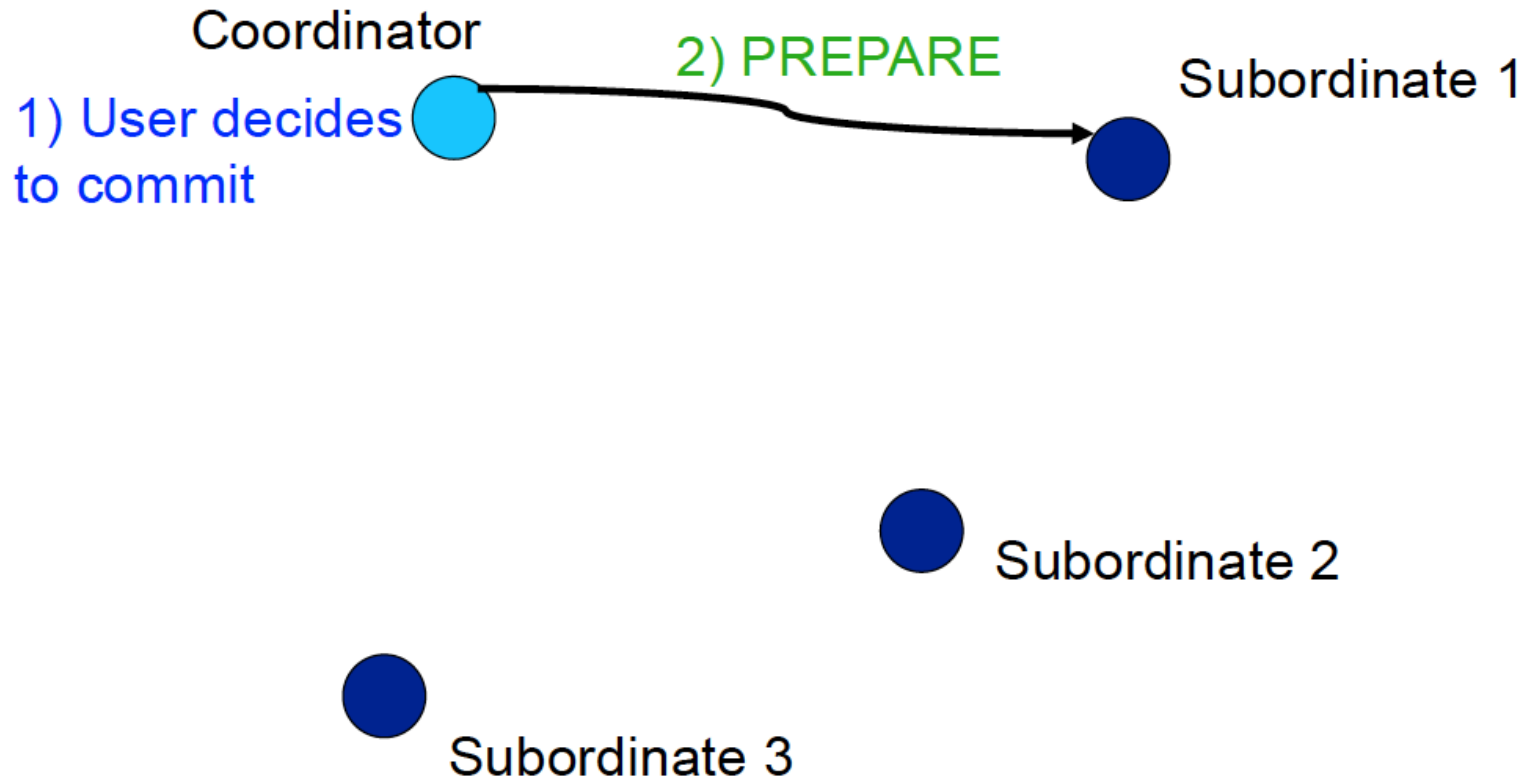 Coordinator
2) PREPARE
Subordinate 1
1) User decides
to commit
Subordinate 2
Subordinate 3